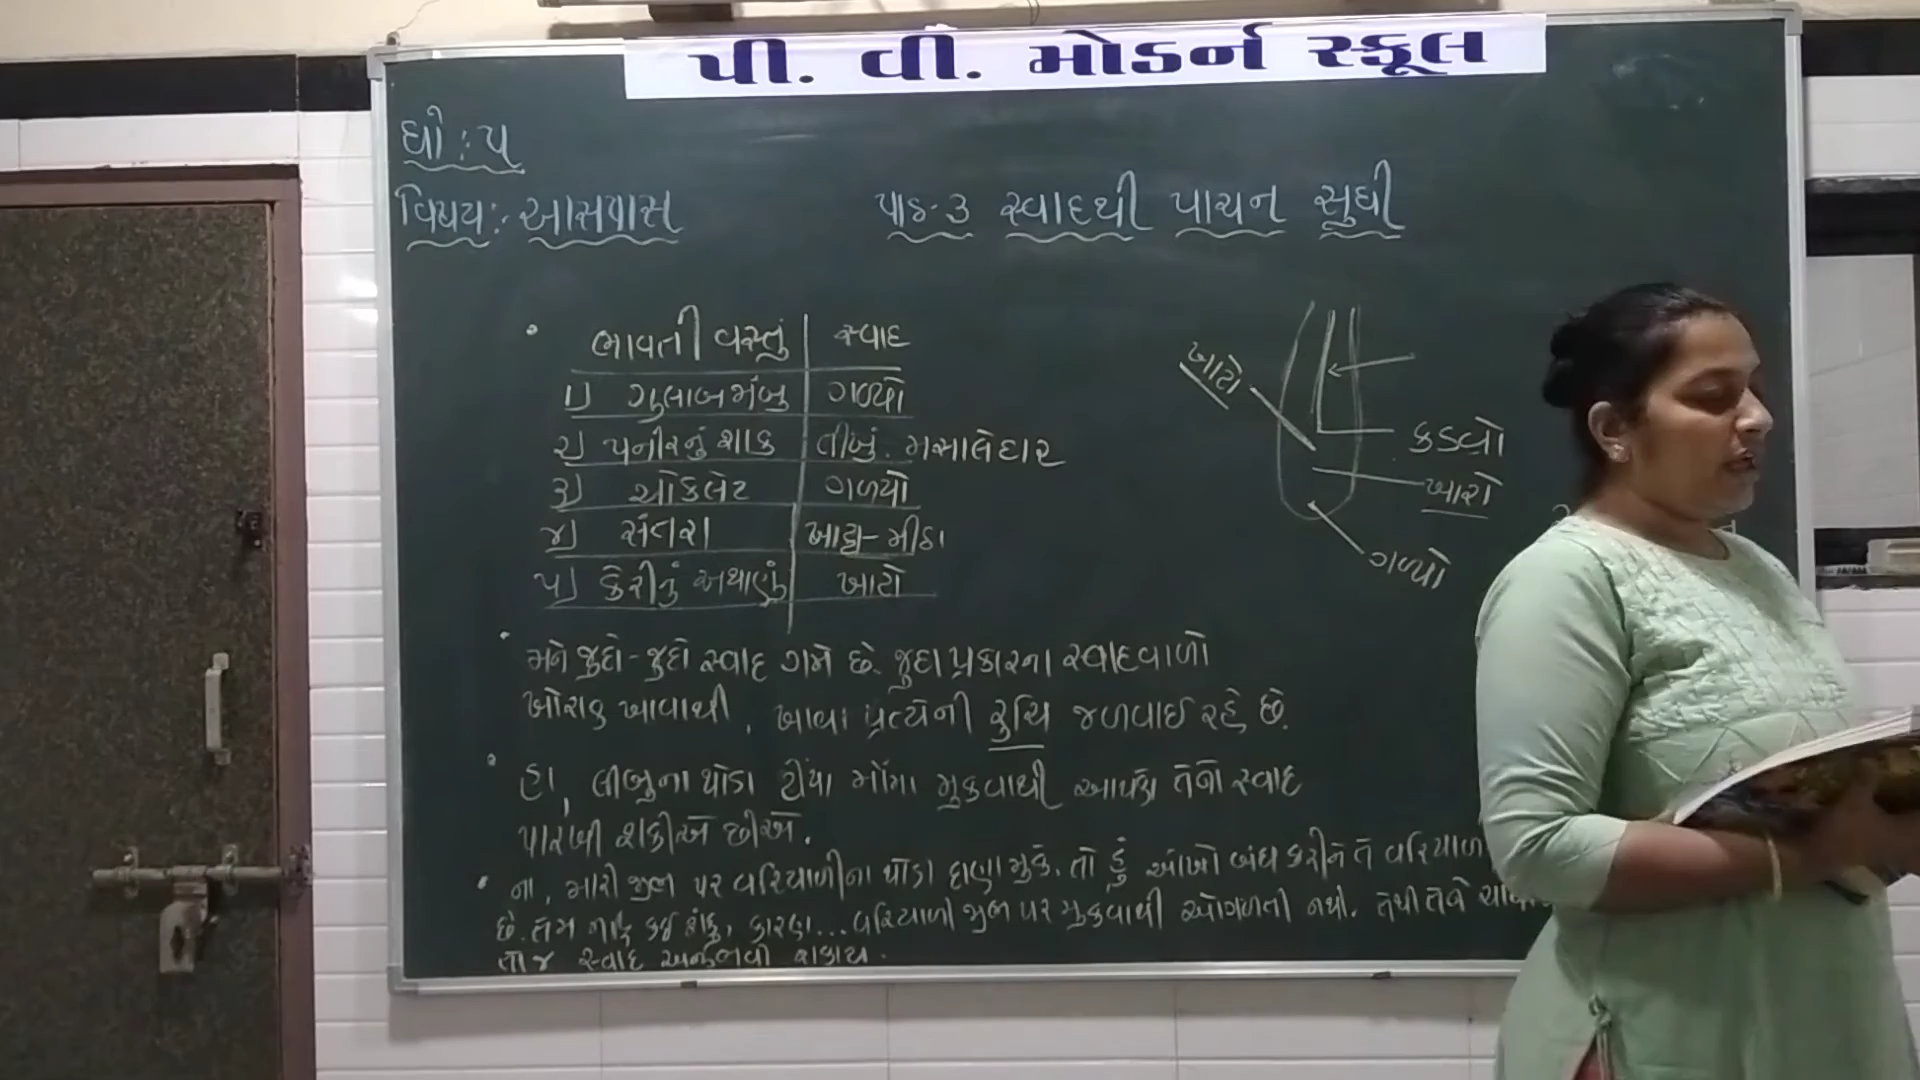 પી. વી. મોડર્ન સ્કૂલ
ધો : ૫
વિષય :- આસપાસ
પાઠ-૩ સ્વાદથી પાચન સુધી
ભાવતી વસ્તું સ્વાદ
૧) ગુલાબજાંબુ ગળ્યો
૨) પનીરનું શાક તીખું. મસાલેદાર
૩) ચોકલેટ ગળ્યો
૪) સંતરા ખાટ્ટા-મીઠા
૫) કેરીનું અથાણું ખાટો
ખાટો
કડવો
ખારો
ગળ્યો
મને જુદો-જુદો સ્વાદ ગમે છે. જુદા પ્રકારના સ્વાદવાળો
ખોરાક ખાવાથી, ખાવા પ્રત્યેની રુચિ જળવાઈ રહે છે.
હા, લીંબુના થોડા ટીંપા મોંમા મુકવાથી આપણે તેનો સ્વાદ
પારખી શકીએ છીએ.
ના, મારી જીભ પર વરિયાળીના થોડા દાણા મુકે. તો હું આંખો બંધ કરીને તે
છે. તેમ નહિ કહી શકું, કારણ... વરિયાળી જીભ પર મુકવાથી ઓગળતી નથી. તેથી તેને
તો જ સ્વાદ અનુભવી શકાય.